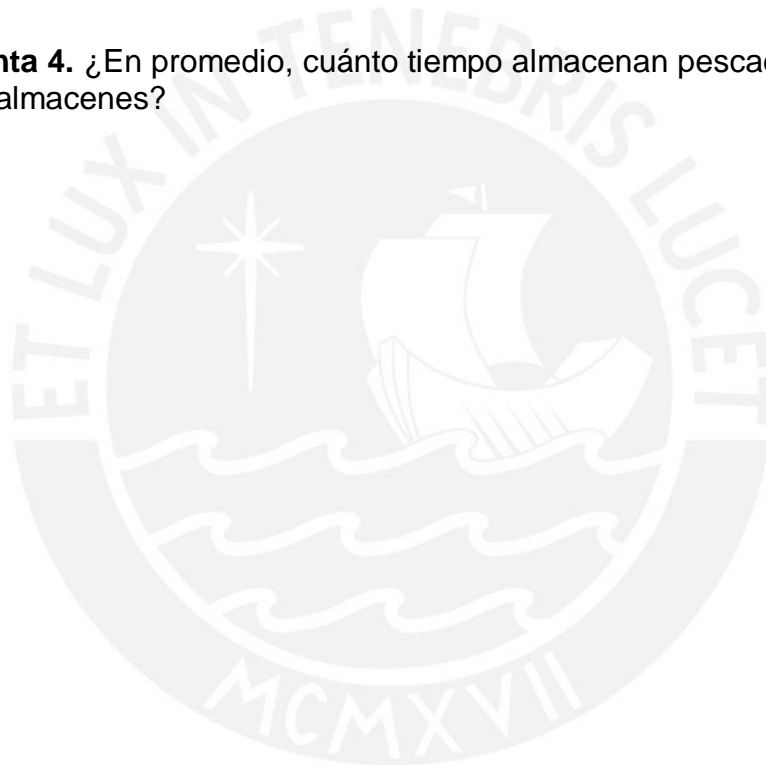 nta 4. ¿En promedio, cuánto tiempo almacenan pescad
almacenes?
ET LUX IN TENEBRIS LUCET
MCMXVII